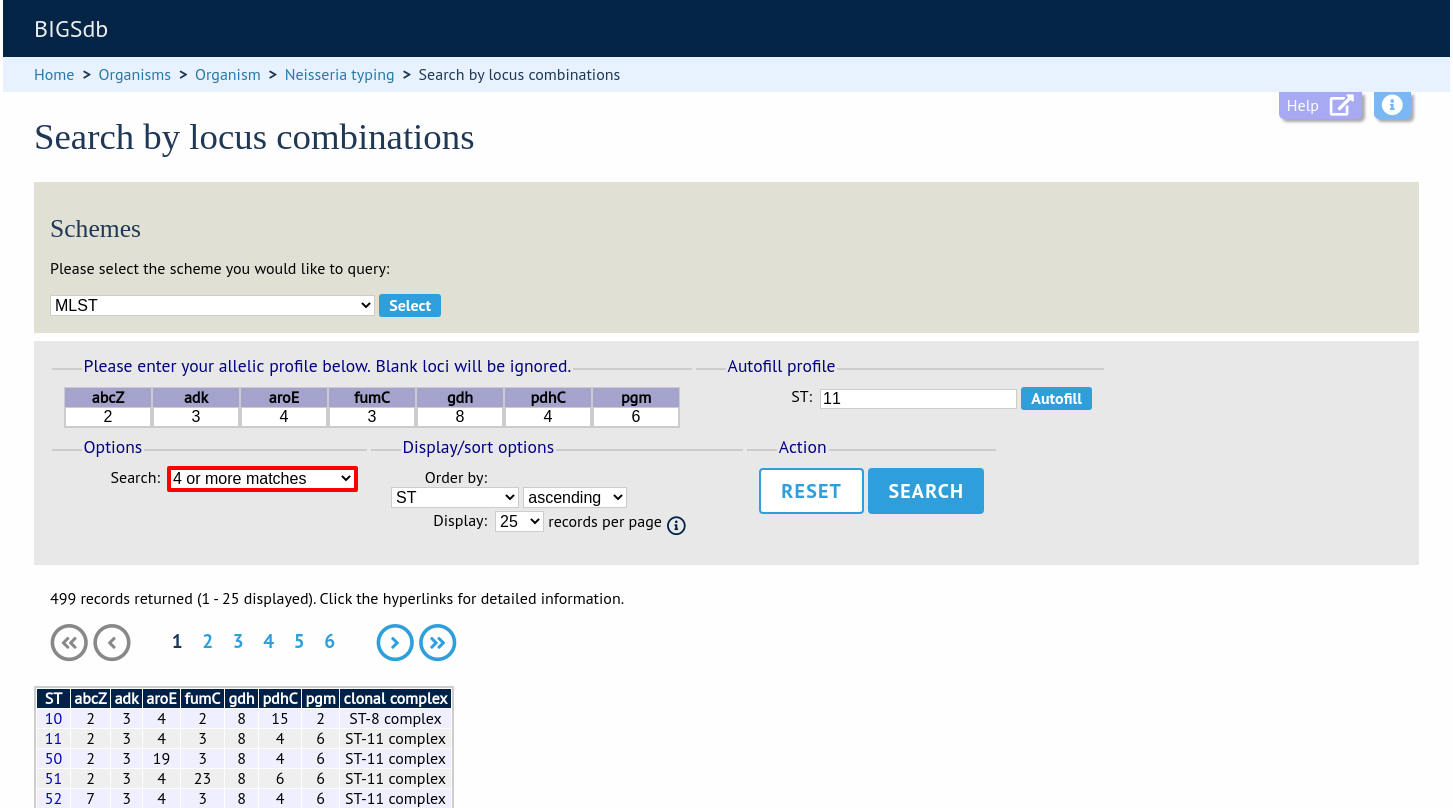 BIGSdb
Home > Organisms > Organism > Neisseria typing > Search by locus combinations
Help
Search by locus combinations
Schemes
Please select the scheme you would like to query:
MLST Select
Please enter your allelic profile below. Blank loci will be ignored. Autofill profile
abcZ adk aroE fumC gdh pdhC pgm
2 3 4 3 8 4 6
ST: 11 Autofill
Options Display/sort options Action
Search: 4 or more matches
Order by:
ST ascending
Display: 25 records per page
RESET SEARCH
499 records returned (1 - 25 displayed). Click the hyperlinks for detailed information.
1 2 3 4 5 6
ST abcZ adk aroE fumC gdh pdhC pgm clonal complex
10 2 3 4 2 8 15 2 ST-8 complex
11 2 3 4 3 8 4 6 ST-11 complex
50 2 3 19 3 8 4 6 ST-11 complex
51 2 3 4 23 8 6 6 ST-11 complex
52 7 3 4 3 8 4 6 ST-11 complex